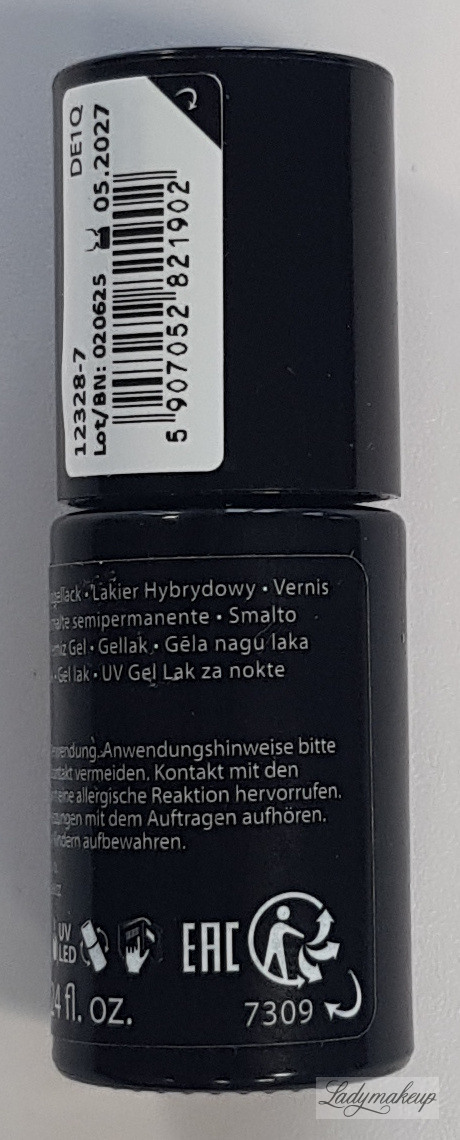 12328-7 DE1Q
Lot/BN: 020625 05.2027
5 907052 821902
Lakier Hybrydowy • Vernis
semipermanente • Smalto
Gel • Gellak • Gēla nagu laka
Gel lak • UV Gel Lak za nokte
Anwendungshinweise bitte
vermeiden. Kontakt mit den
eine allergische Reaktion hervorrufen.
mit dem Auftragen aufhören.
aufbewahren.
UV
LED
EAC
fl. oz.
7309
Ladymakeup